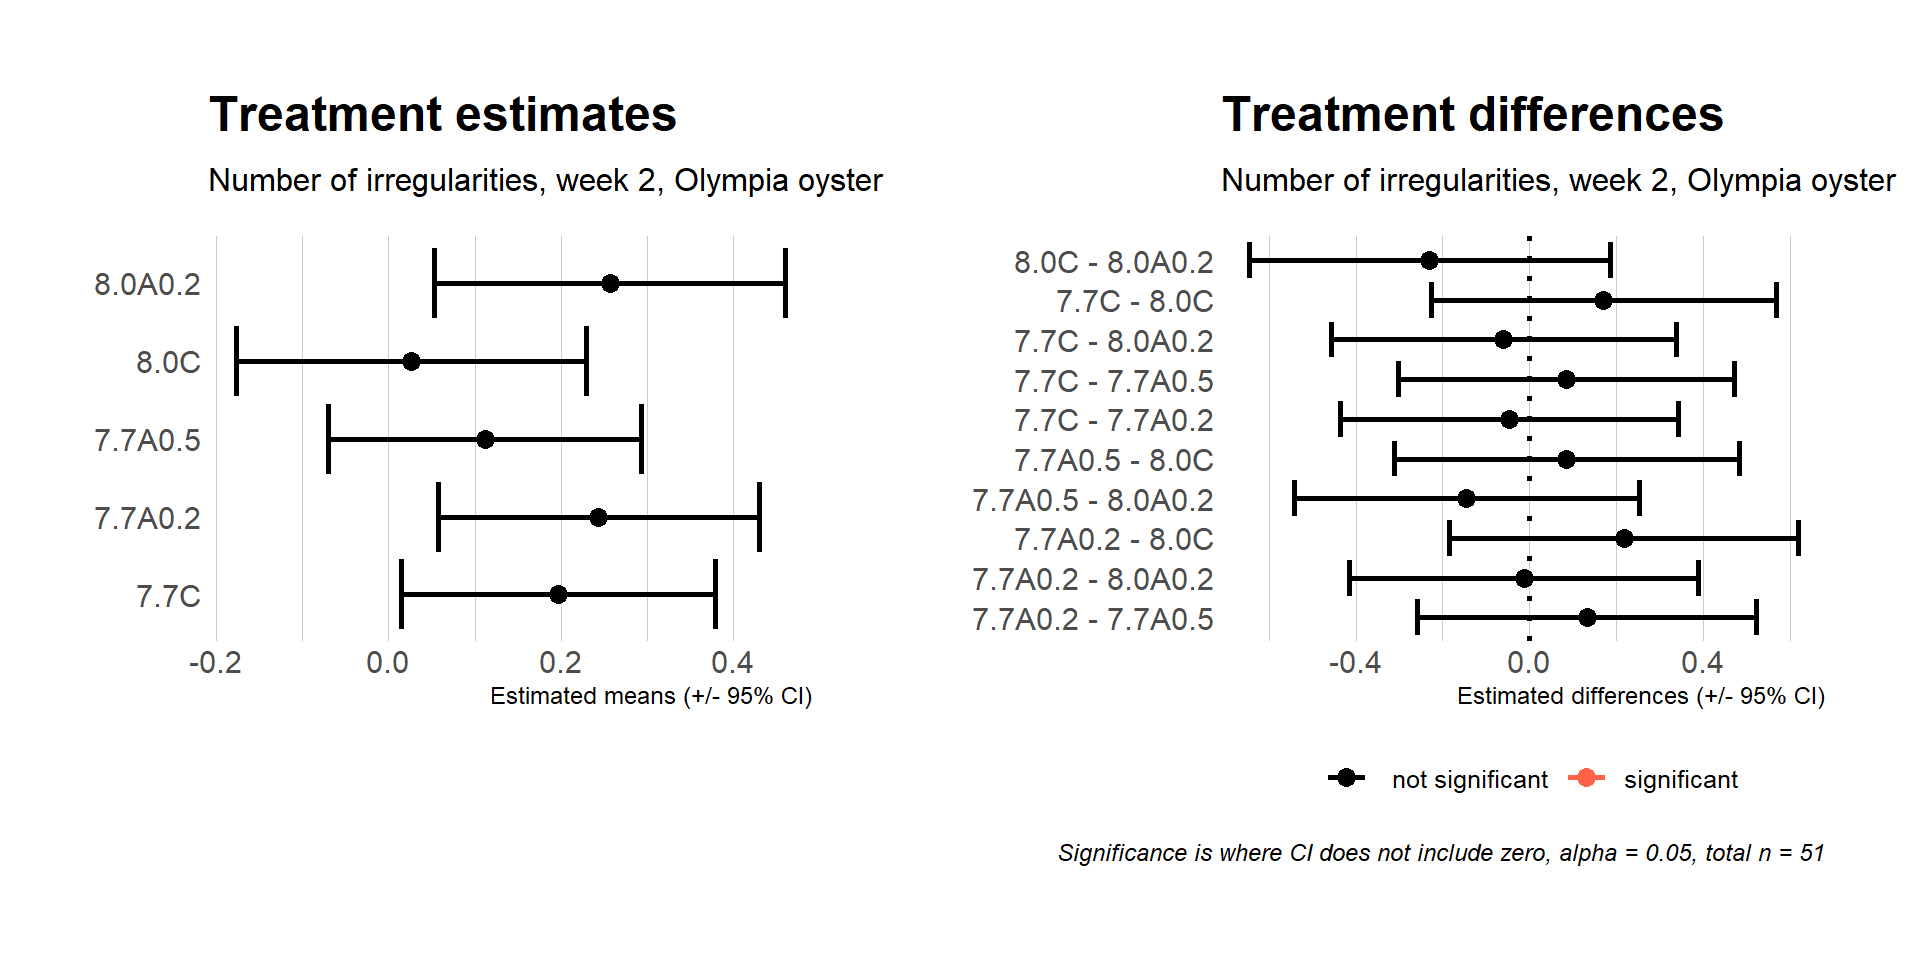 Treatment estimates
Number of irregularities, week 2, Olympia oyster
8.0A0.2
8.0C
7.7A0.5
7.7A0.2
7.7C
-0.2 0.0 0.2 0.4
Estimated means (+/- 95% CI)
Treatment differences
Number of irregularities, week 2, Olympia oyster
8.0C - 8.0A0.2
7.7C - 8.0C
7.7C - 8.0A0.2
7.7C - 7.7A0.5
7.7C - 7.7A0.2
7.7A0.5 - 8.0C
7.7A0.5 - 8.0A0.2
7.7A0.2 - 8.0C
7.7A0.2 - 8.0A0.2
7.7A0.2 - 7.7A0.5
-0.4 0.0 0.4
Estimated differences (+/- 95% CI)
not significant significant
Significance is where CI does not include zero, alpha = 0.05, total n = 51